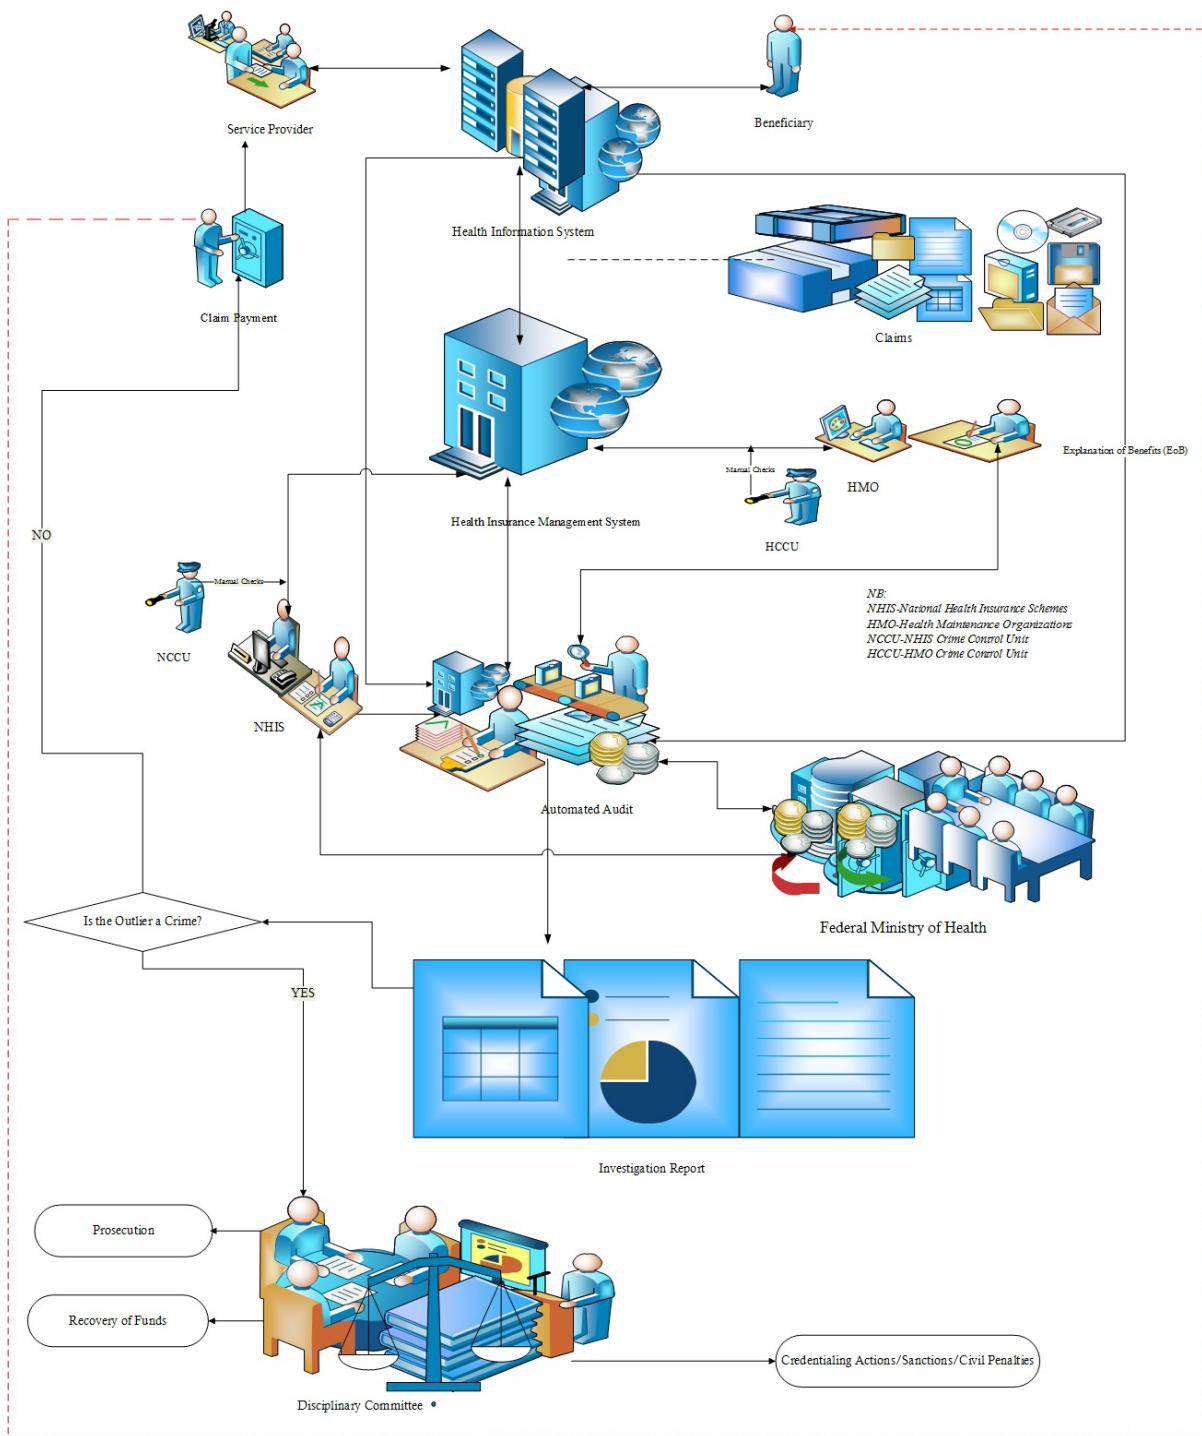 Service Provider
Beneficiary
Health Information System
Claim Payment
Claims
Explanation of Benefits (EoB)
Manual Checks
HMO
Health Insurance Management System
NO
HCCU
Manual Checks
NB:
NHIS-National Health Insurance Schemes
HMO-Health Maintenance Organizations
NCCU-NHIS Crime Control Unit
HCCU-HMO Crime Control Unit
NCCU
NHIS
Automated Audit
Is the Outlier a Crime?
Federal Ministry of Health
YES
Investigation Report
Prosecution
Recovery of Funds
Credentialing Actions/Sanctions/Civil Penalties
Disciplinary Committee